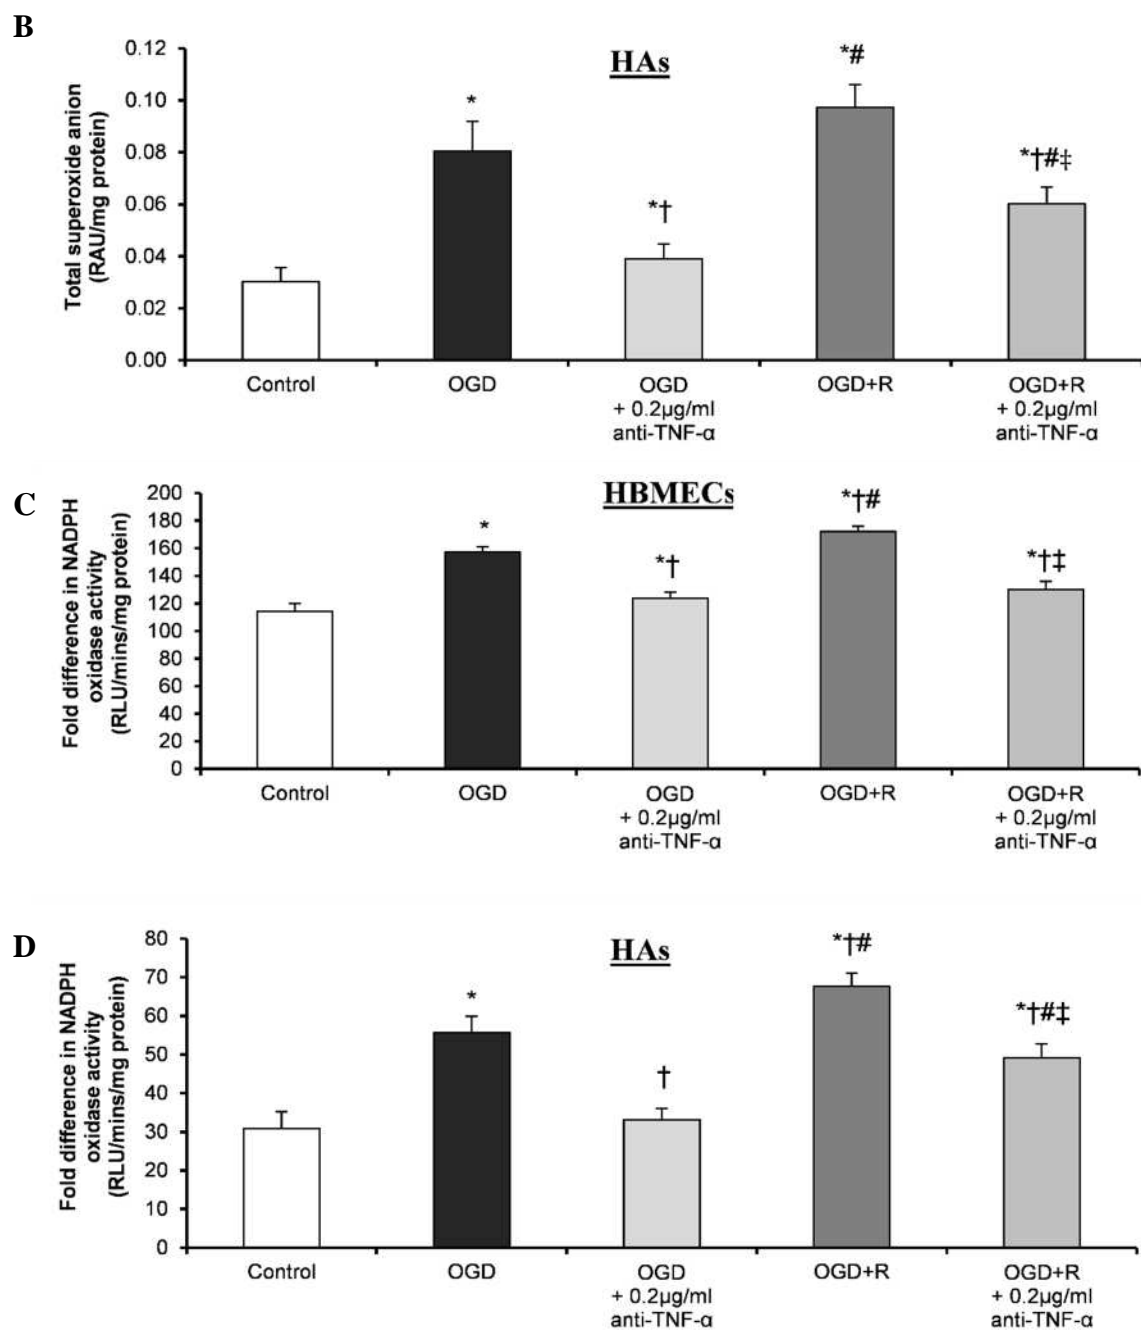 B
HAs
Total superoxide anion
(RAU/mg protein)
0.12
0.10
0.08
0.06
0.04
0.02
0.00
*
*†
*#
*†#‡
Control
OGD
OGD
+ 0.2µg/ml
anti-TNF-α
OGD+R
OGD+R
+ 0.2µg/ml
anti-TNF-α
C
HBMECs
Fold difference in NADPH
oxidase activity
(RLU/mins/mg protein)
200
180
160
140
120
100
80
60
40
20
0
*
*†
*†#
*†‡
Control
OGD
OGD
+ 0.2µg/ml
anti-TNF-α
OGD+R
OGD+R
+ 0.2µg/ml
anti-TNF-α
D
HAs
Fold difference in NADPH
oxidase activity
(RLU/mins/mg protein)
80
70
60
50
40
30
20
10
0
*
†
*†#
*†#‡
Control
OGD
OGD
+ 0.2µg/ml
anti-TNF-α
OGD+R
OGD+R
+ 0.2µg/ml
anti-TNF-α